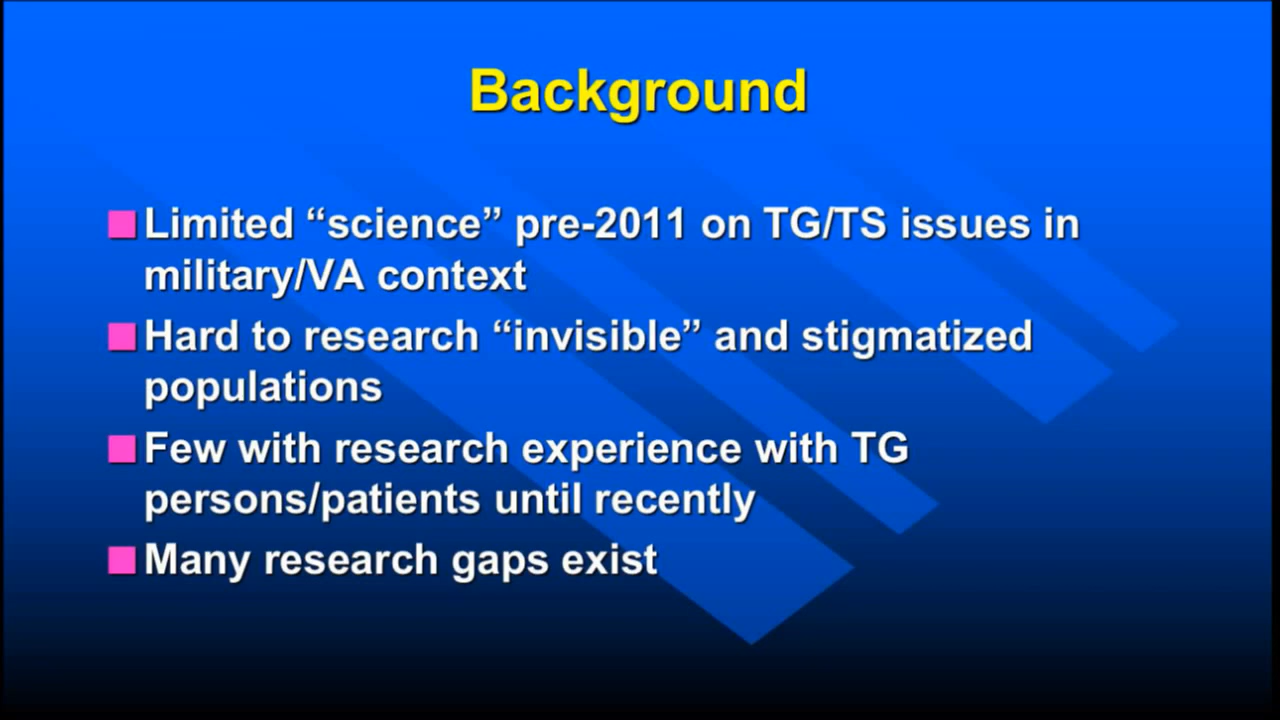 Background
Limited “science” pre-2011 on TG/TS issues in
military/VA context
Hard to research “invisible” and stigmatized
populations
Few with research experience with TG
persons/patients until recently
Many research gaps exist